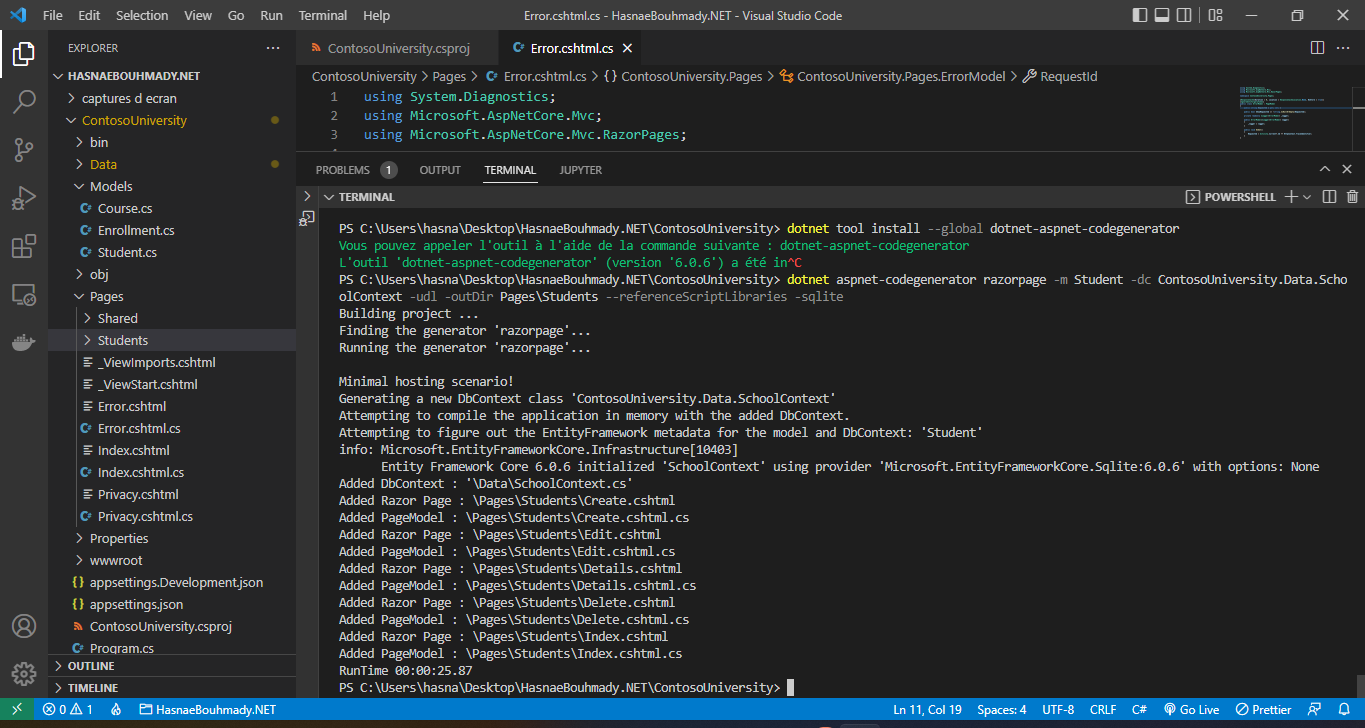 File Edit Selection View Go Run Terminal Help
Error.cshtml.cs - HasnaeBouhmady.NET - Visual Studio Code
EXPLORER
HASNAEBOUHMADY.NET
captures d ecran
ContosoUniversity
bin
Data
Models
Course.cs
Enrollment.cs
Student.cs
obj
Pages
Shared
Students
_ViewImports.cshtml
_ViewStart.cshtml
Error.cshtml
Error.cshtml.cs
Index.cshtml
Index.cshtml.cs
Privacy.cshtml
Privacy.cshtml.cs
Properties
wwwroot
appsettings.Development.json
appsettings.json
ContosoUniversity.csproj
Program.cs
OUTLINE
TIMELINE
ContosoUniversity.csproj
Error.cshtml.cs
ContosoUniversity > Pages > Error.cshtml.cs > {} ContosoUniversity.Pages > ContosoUniversity.Pages.ErrorModel > RequestId
1 using System.Diagnostics;
2 using Microsoft.AspNetCore.Mvc;
3 using Microsoft.AspNetCore.Mvc.RazorPages;
PROBLEMS 1 OUTPUT TERMINAL JUPYTER
TERMINAL
POWERSHELL
PS C:\Users\hasna\Desktop\HasnaeBouhmady.NET\ContosoUniversity> dotnet tool install --global dotnet-aspnet-codegenerator
Vous pouvez appeler l'outil à l'aide de la commande suivante : dotnet-aspnet-codegenerator
L'outil 'dotnet-aspnet-codegenerator' (version '6.0.6') a été in^C
PS C:\Users\hasna\Desktop\HasnaeBouhmady.NET\ContosoUniversity> dotnet aspnet-codegenerator razorpage -m Student -dc ContosoUniversity.Data.Scho
olContext -udl -outDir Pages\Students --referenceScriptLibraries -sqlite
Building project ...
Finding the generator 'razorpage'...
Running the generator 'razorpage'...
Minimal hosting scenario!
Generating a new DbContext class 'ContosoUniversity.Data.SchoolContext'
Attempting to compile the application in memory with the added DbContext.
Attempting to figure out the EntityFramework metadata for the model and DbContext: 'Student'
info: Microsoft.EntityFrameworkCore.Infrastructure[10403]
Entity Framework Core 6.0.6 initialized 'SchoolContext' using provider 'Microsoft.EntityFrameworkCore.Sqlite:6.0.6' with options: None
Added DbContext : '\Data\SchoolContext.cs'
Added Razor Page : \Pages\Students\Create.cshtml
Added PageModel : \Pages\Students\Create.cshtml.cs
Added Razor Page : \Pages\Students\Edit.cshtml
Added PageModel : \Pages\Students\Edit.cshtml.cs
Added Razor Page : \Pages\Students\Details.cshtml
Added PageModel : \Pages\Students\Details.cshtml.cs
Added Razor Page : \Pages\Students\Delete.cshtml
Added PageModel : \Pages\Students\Delete.cshtml.cs
Added Razor Page : \Pages\Students\Index.cshtml
Added PageModel : \Pages\Students\Index.cshtml.cs
RunTime 00:00:25.87
PS C:\Users\hasna\Desktop\HasnaeBouhmady.NET\ContosoUniversity>
0 1 HasnaeBouhmady.NET
Ln 11, Col 19 Spaces: 4 UTF-8 CRLF C# Go Live Prettier